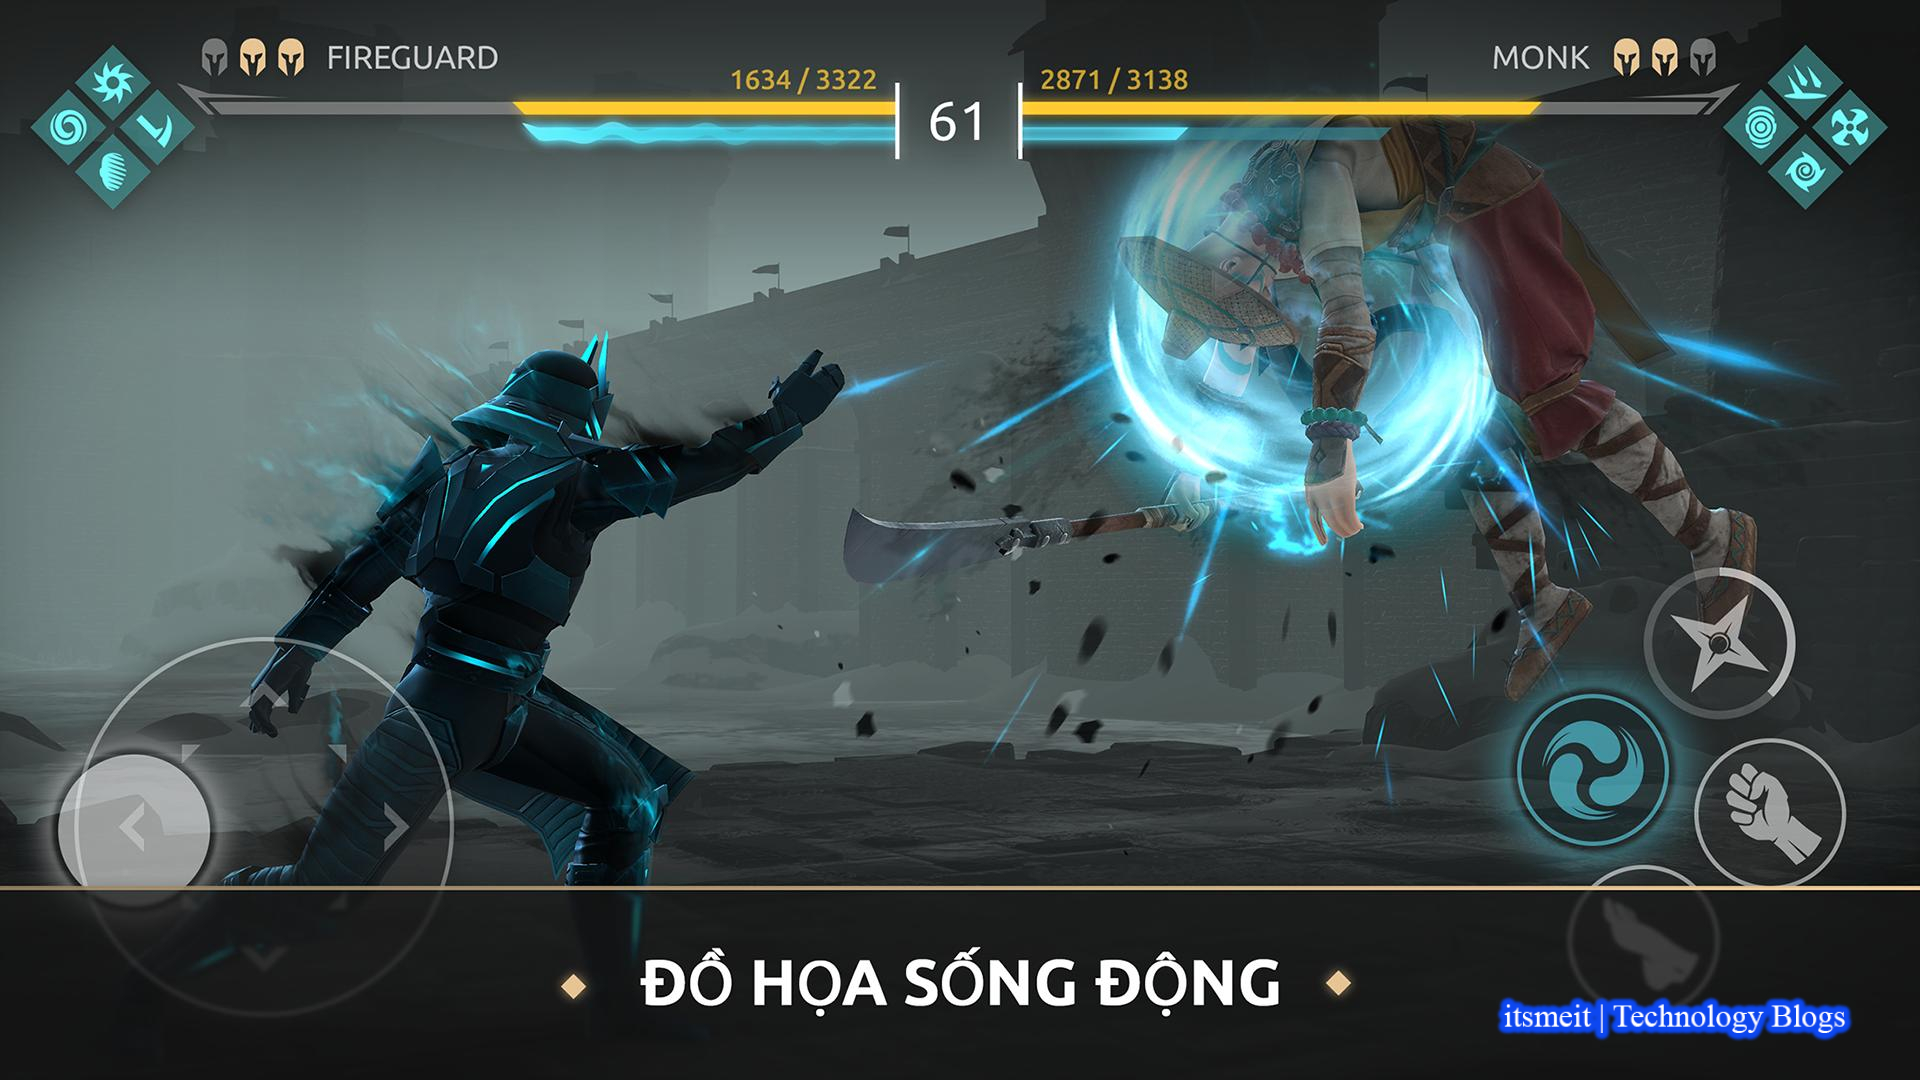 FIREGUARD
MONK
1634 / 3322
2871 / 3138
61
ĐỒ HỌA SỐNG ĐỘNG
itsmeit | Technology Blogs